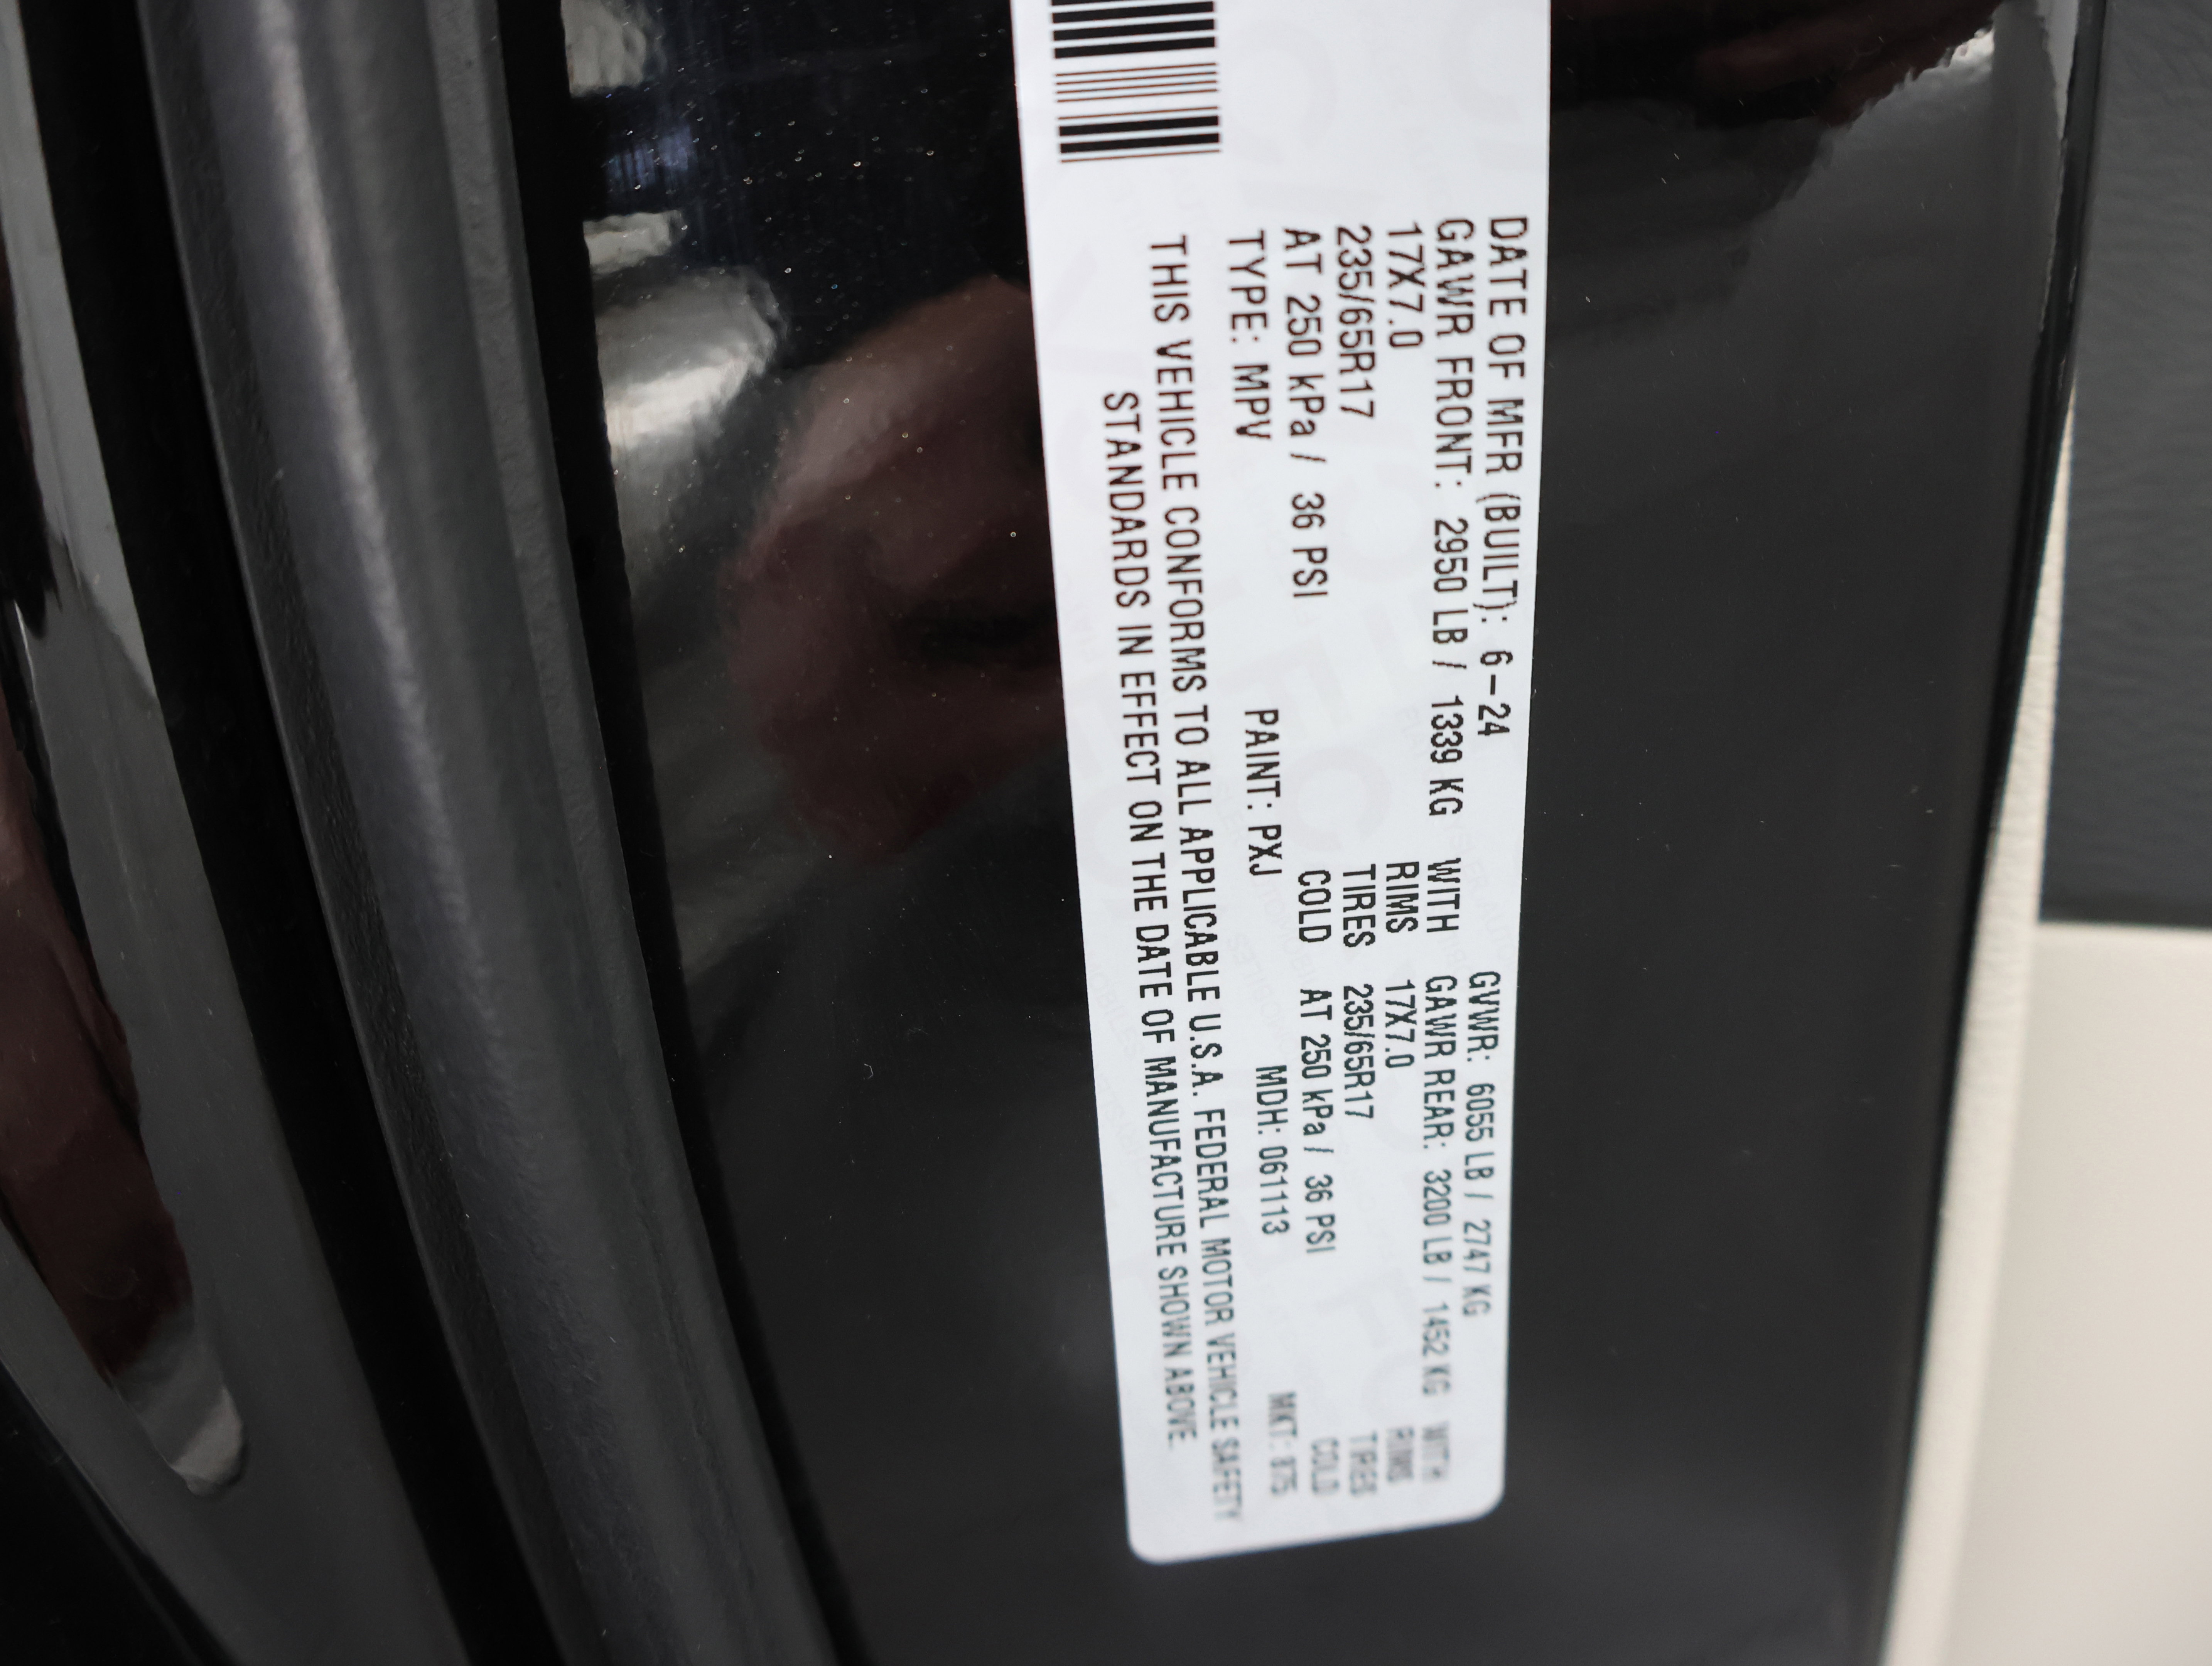 DATE OF MFR (BUILT): 6-24 GVWR: 6055 LB / 2747 KG
GAWR FRONT: 2950 LB / 1339 KG WITH GAWR REAR: 3200 LB / 1452 KG WITH
17X7.0 RIMS 17X7.0 RIMS
235/65R17 TIRES 235/65R17 TIRES
AT 250 kPa / 36 PSI COLD AT 250 kPa / 36 PSI COLD
TYPE: MPV PAINT: PXJ MDH: 061113 MKT:
THIS VEHICLE CONFORMS TO ALL APPLICABLE U.S.A. FEDERAL MOTOR VEHICLE SAFETY
STANDARDS IN EFFECT ON THE DATE OF MANUFACTURE SHOWN ABOVE.